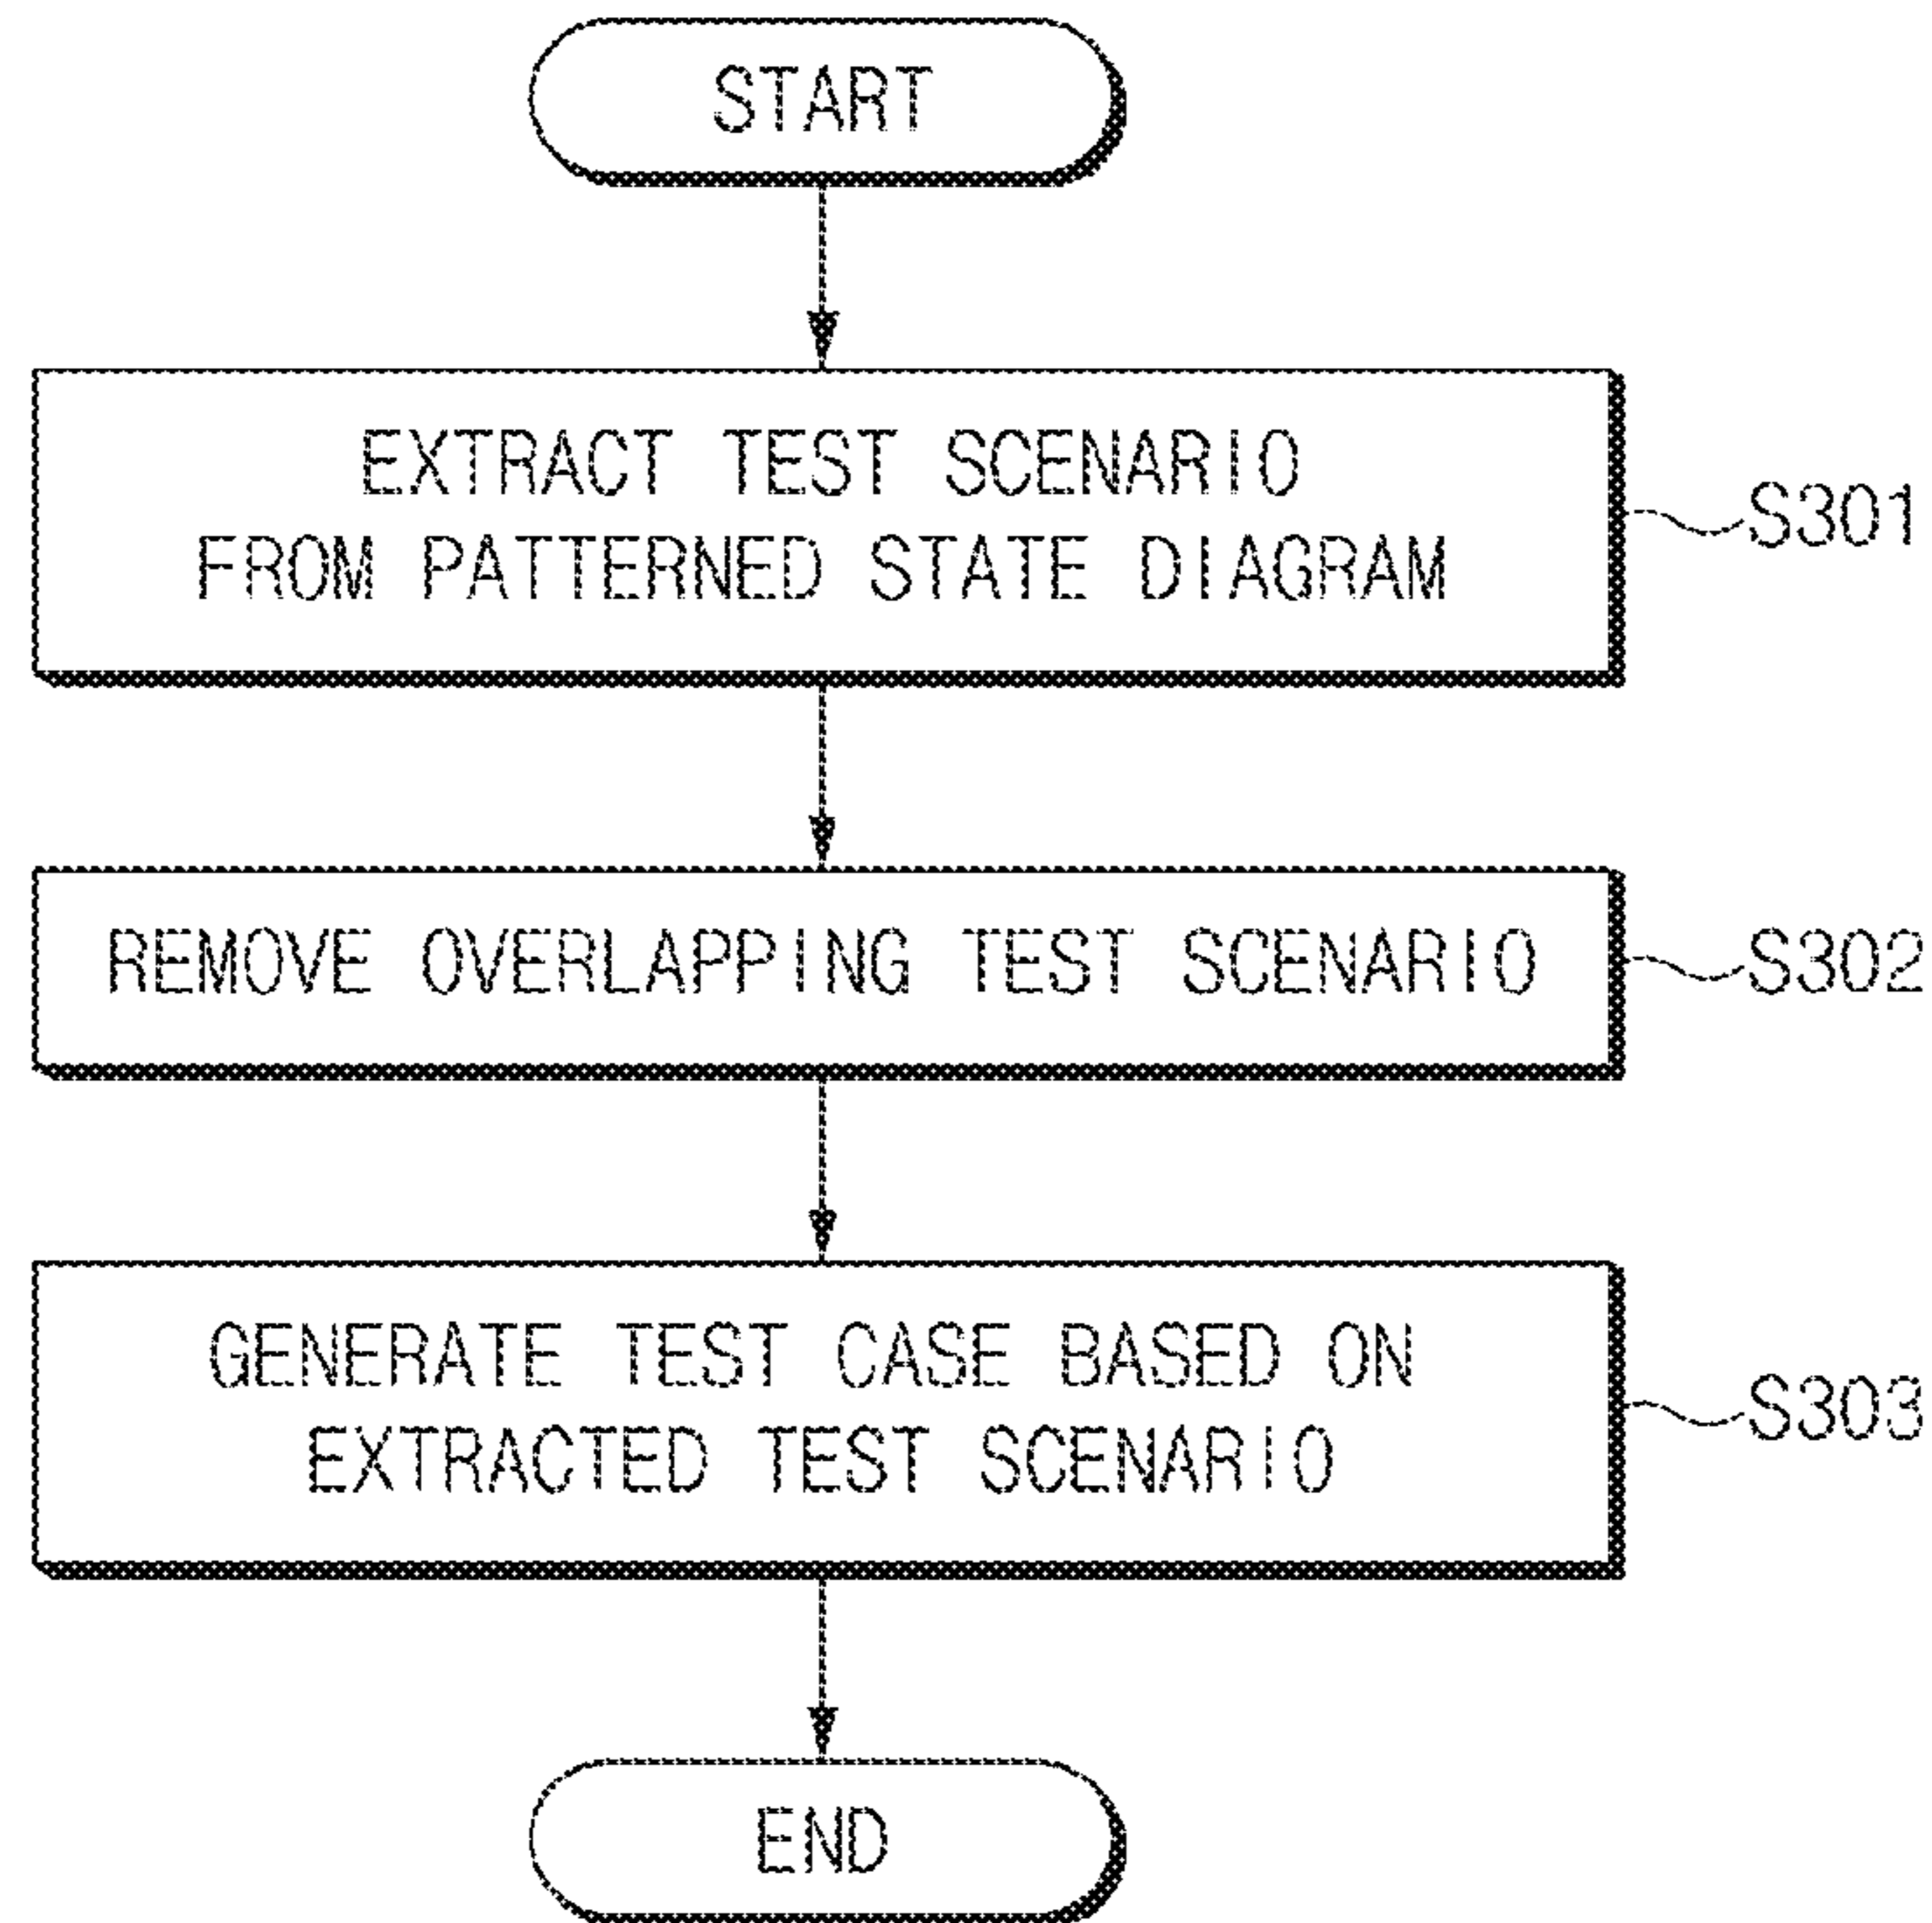 START
EXTRACT TEST SCENARIO
FROM PATTERNED STATE DIAGRAM
S301
REMOVE OVERLAPPING TEST SCENARIO
S302
GENERATE TEST CASE BASED ON
EXTRACTED TEST SCENARIO
S303
END